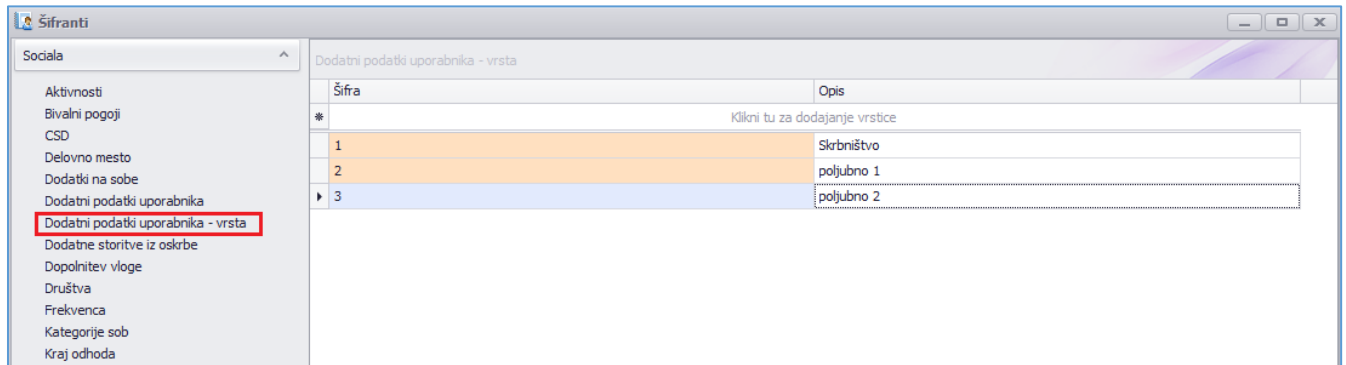 Šifranti
Sociala
Aktivnosti
Bivalni pogoji
CSD
Delovno mesto
Dodatki na sobe
Dodatni podatki uporabnika
Dodatni podatki uporabnika - vrsta
Dodatne storitve iz oskrbe
Dopolnitev vloge
Društva
Frekvenca
Kategorije sob
Kraj odhoda
Dodatni podatki uporabnika - vrsta
Šifra Opis
Klikni tu za dodajanje vrstice
1 Skrbništvo
2 poljubno 1
3 poljubno 2